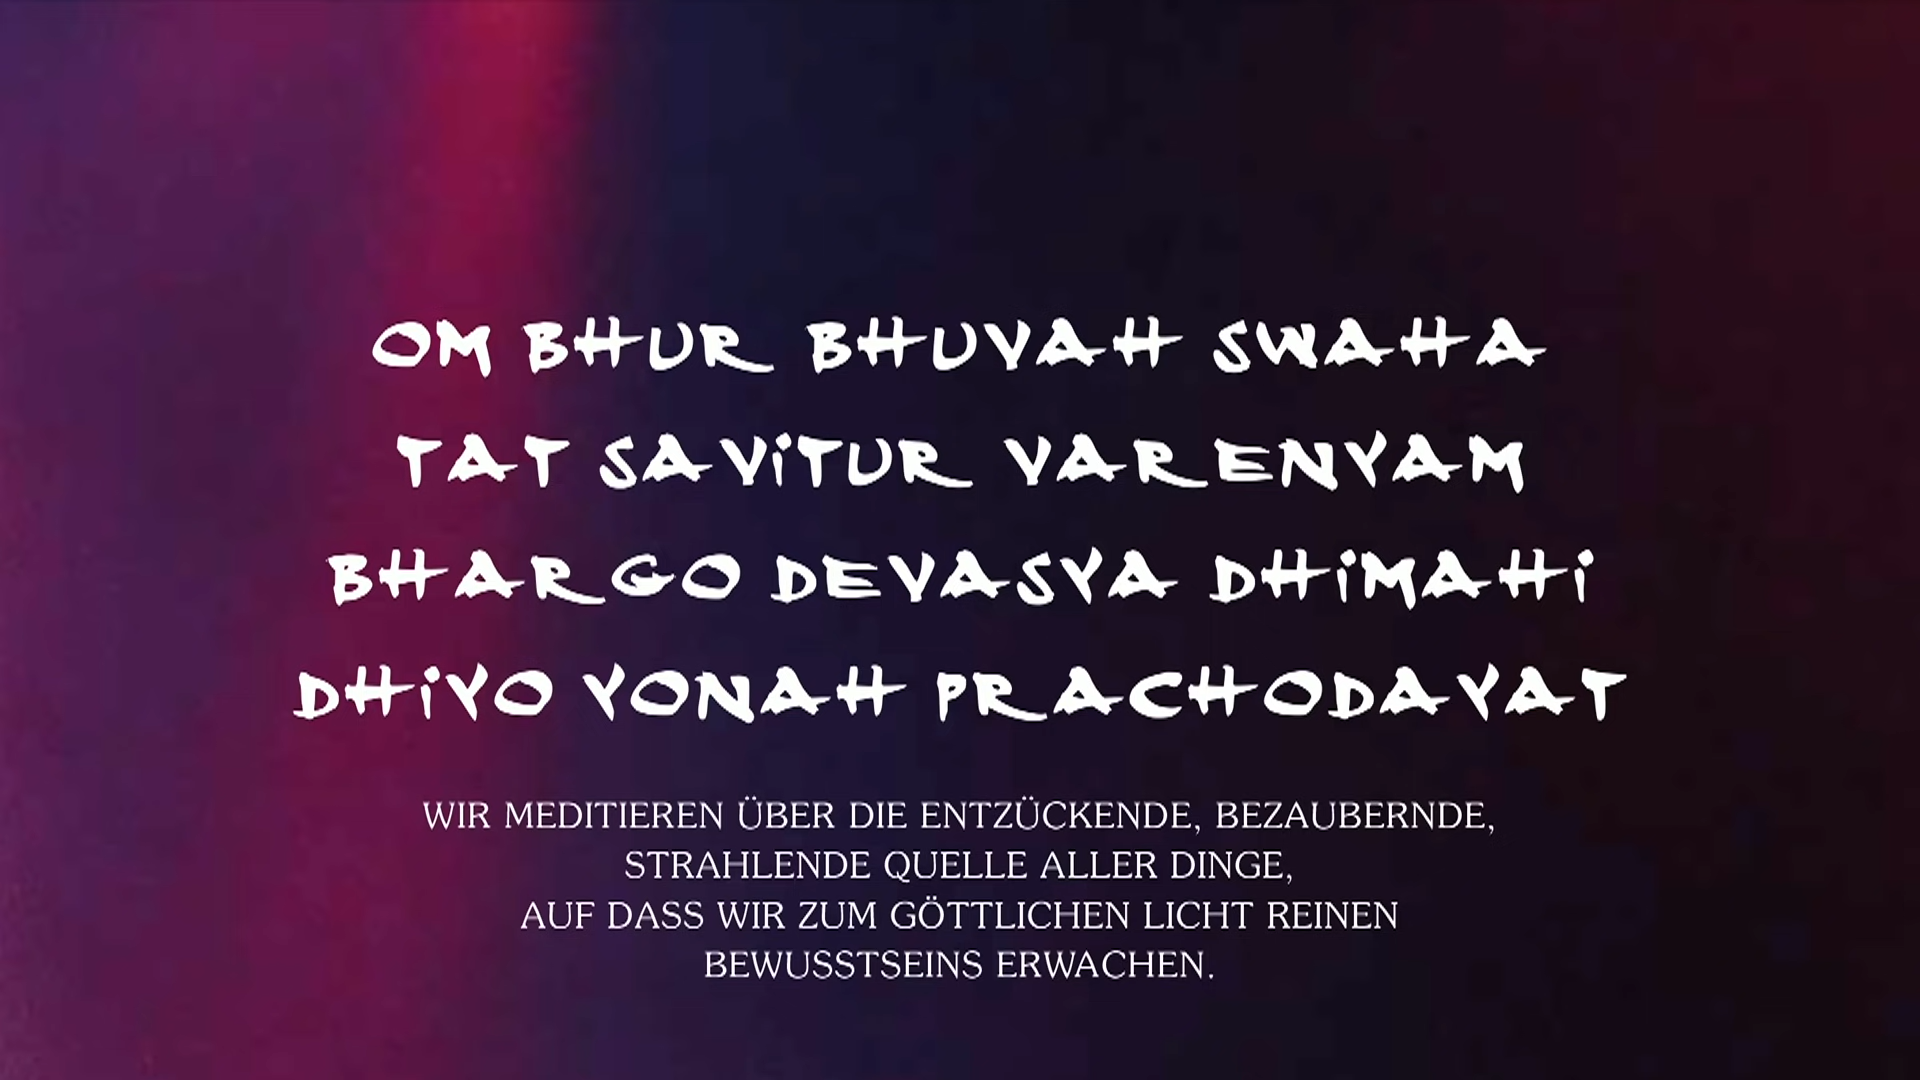 OM BHUR BHUVAH SWAHA
TAT SAVITUR VARENYAM
BHARGO DEVASYA DHIMAHI
DHIYO YONAH PRACHODAYAT
WIR MEDITIEREN ÜBER DIE ENTZÜCKENDE, BEZAUBERNDE,
STRAHLENDE QUELLE ALLER DINGE,
AUF DASS WIR ZUM GÖTTLICHEN LICHT REINEN
BEWUSSTSEINS ERWACHEN.